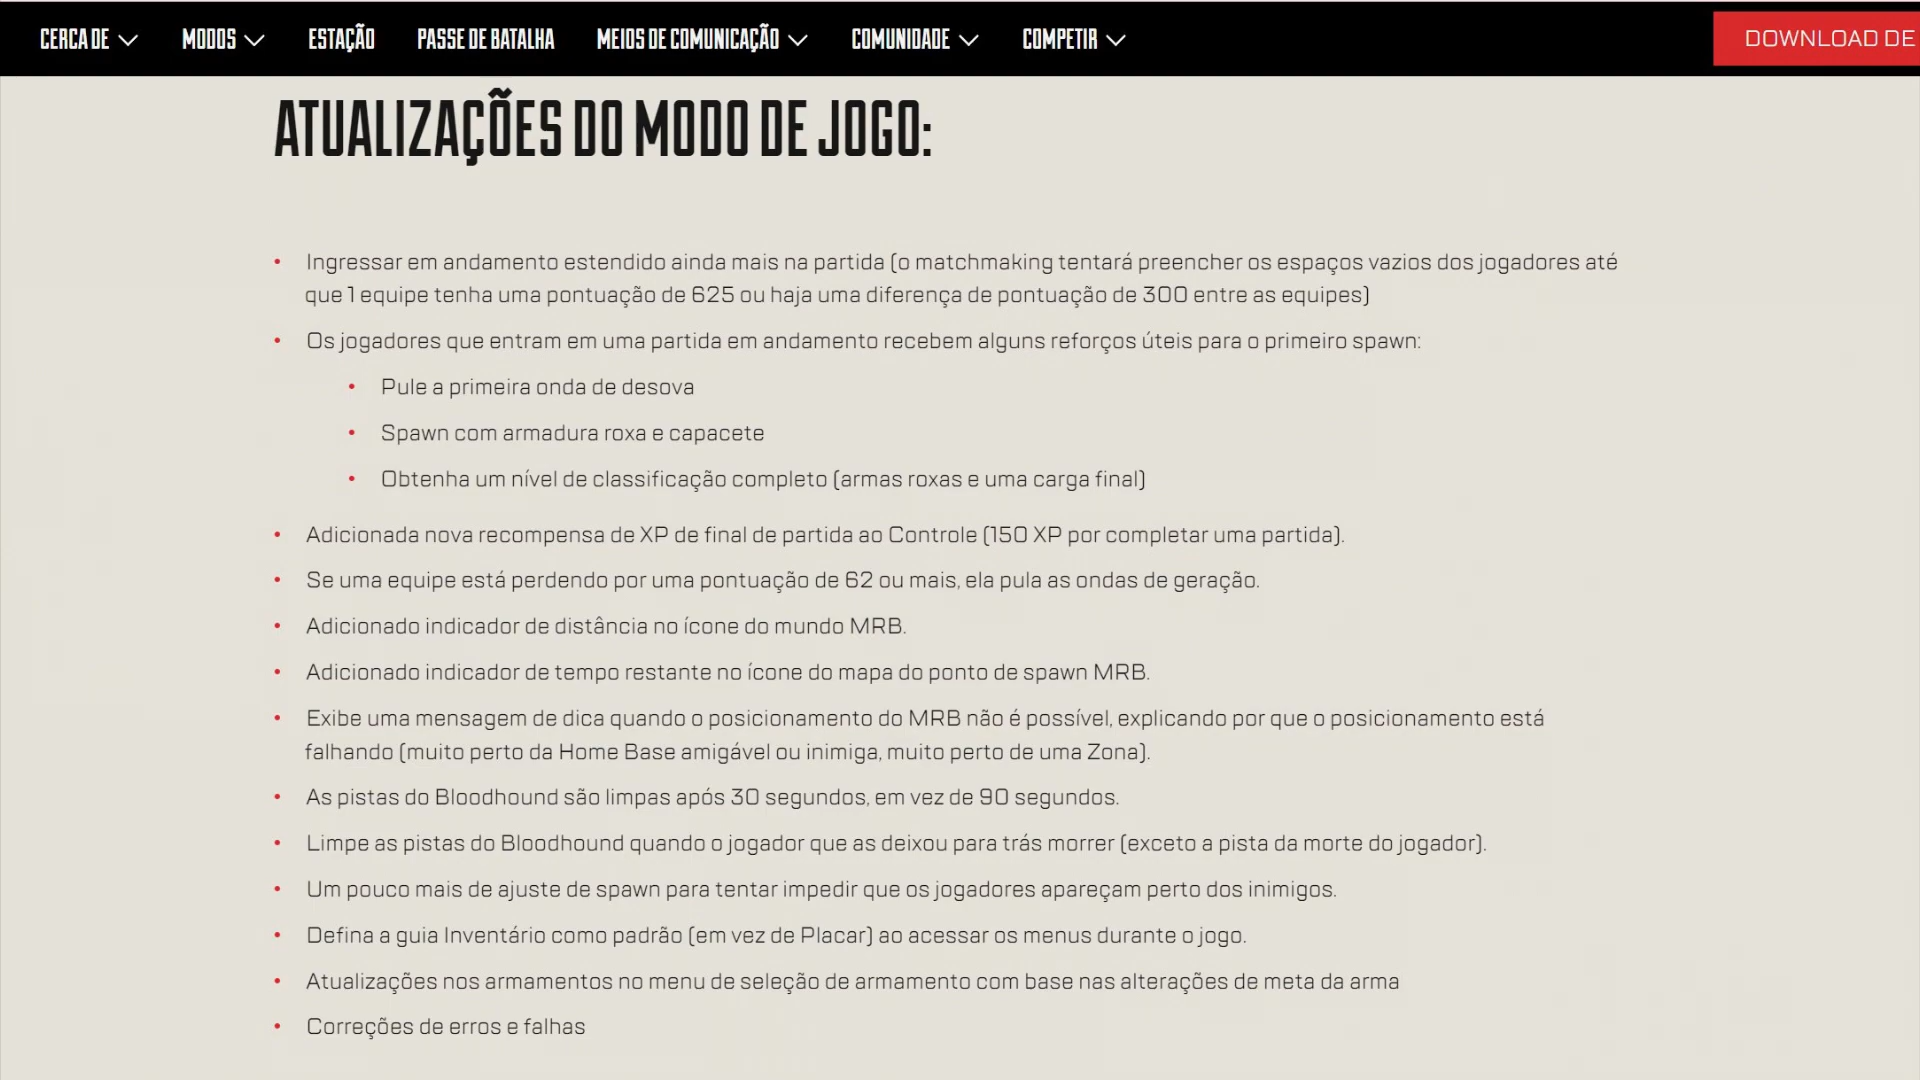 CERCA DE
MODOS
ESTAÇÃO
PASSE DE BATALHA
MEIOS DE COMUNICAÇÃO
COMUNIDADE
COMPETIR
DOWNLOAD DE
ATUALIZAÇÕES DO MODO DE JOGO:
• Ingressar em andamento estendido ainda mais na partida (o matchmaking tentará preencher os espaços vazios dos jogadores até
que 1 equipe tenha uma pontuação de 625 ou haja uma diferença de pontuação de 300 entre as equipes)
• Os jogadores que entram em uma partida em andamento recebem alguns reforços úteis para o primeiro spawn:
• Pule a primeira onda de desova
• Spawn com armadura roxa e capacete
• Obtenha um nível de classificação completo (armas roxas e uma carga final)
• Adicionada nova recompensa de XP de final de partida ao Controle (150 XP por completar uma partida).
• Se uma equipe está perdendo por uma pontuação de 62 ou mais, ela pula as ondas de geração.
• Adicionado indicador de distância no ícone do mundo MRB.
• Adicionado indicador de tempo restante no ícone do mapa do ponto de spawn MRB.
• Exibe uma mensagem de dica quando o posicionamento do MRB não é possível, explicando por que o posicionamento está
falhando (muito perto da Home Base amigável ou inimiga, muito perto de uma Zona).
• As pistas do Bloodhound são limpas após 30 segundos, em vez de 90 segundos.
• Limpe as pistas do Bloodhound quando o jogador que as deixou para trás morrer (exceto a pista da morte do jogador).
• Um pouco mais de ajuste de spawn para tentar impedir que os jogadores apareçam perto dos inimigos.
• Defina a guia Inventário como padrão (em vez de Placar) ao acessar os menus durante o jogo.
• Atualizações nos armamentos no menu de seleção de armamento com base nas alterações de meta da arma
• Correções de erros e falhas